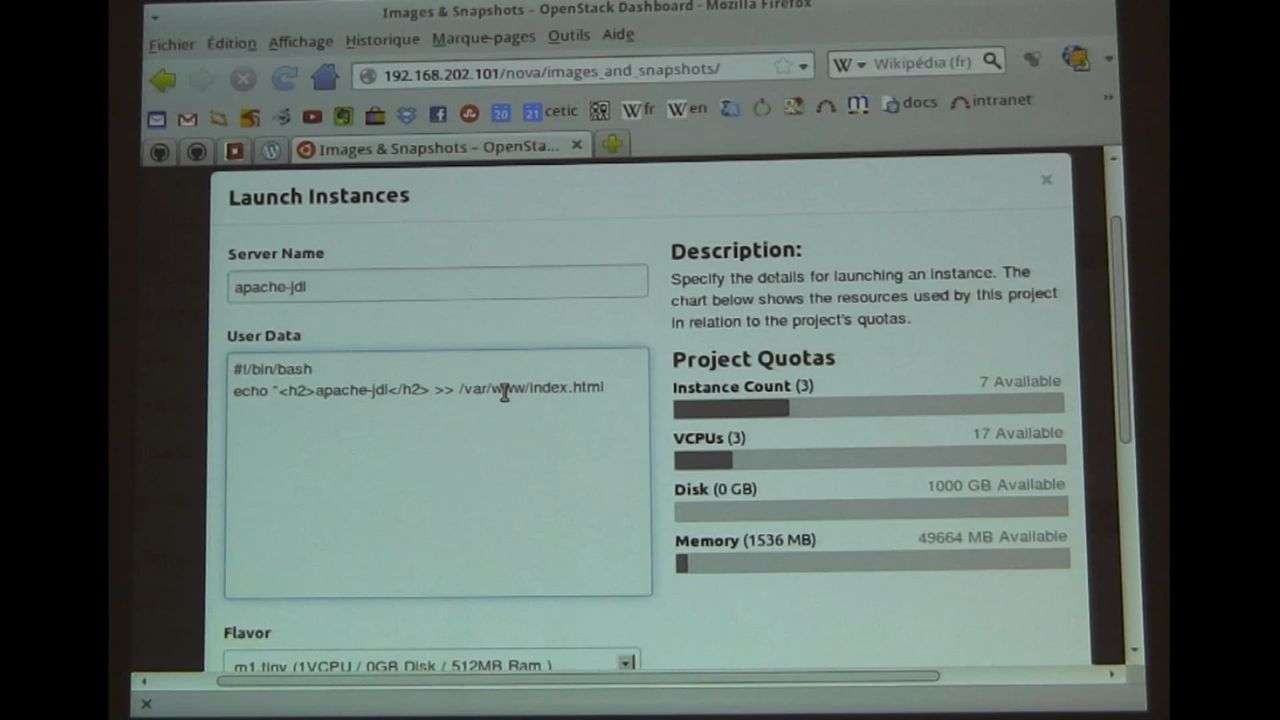 Images & Snapshots – OpenStack Dashboard - Mozilla Firefox
Fichier Édition Affichage Historique Marque-pages Outils Aide
192.168.202.101/nova/images_and_snapshots/ W Wikipédia (fr)
20 21 cetic W fr W en docs intranet
Images & Snapshots – OpenSta...
Launch Instances
Server Name
apache-jdl
User Data
#!/bin/bash
echo "<h2>apache-jdl</h2> >> /var/www/index.html
Flavor
m1.tiny (1VCPU / 0GB Disk / 512MB Ram )
Description:
Specify the details for launching an instance. The
chart below shows the resources used by this project
in relation to the project's quotas.
Project Quotas
Instance Count (3) 7 Available
VCPUs (3) 17 Available
Disk (0 GB) 1000 GB Available
Memory (1536 MB) 49664 MB Available